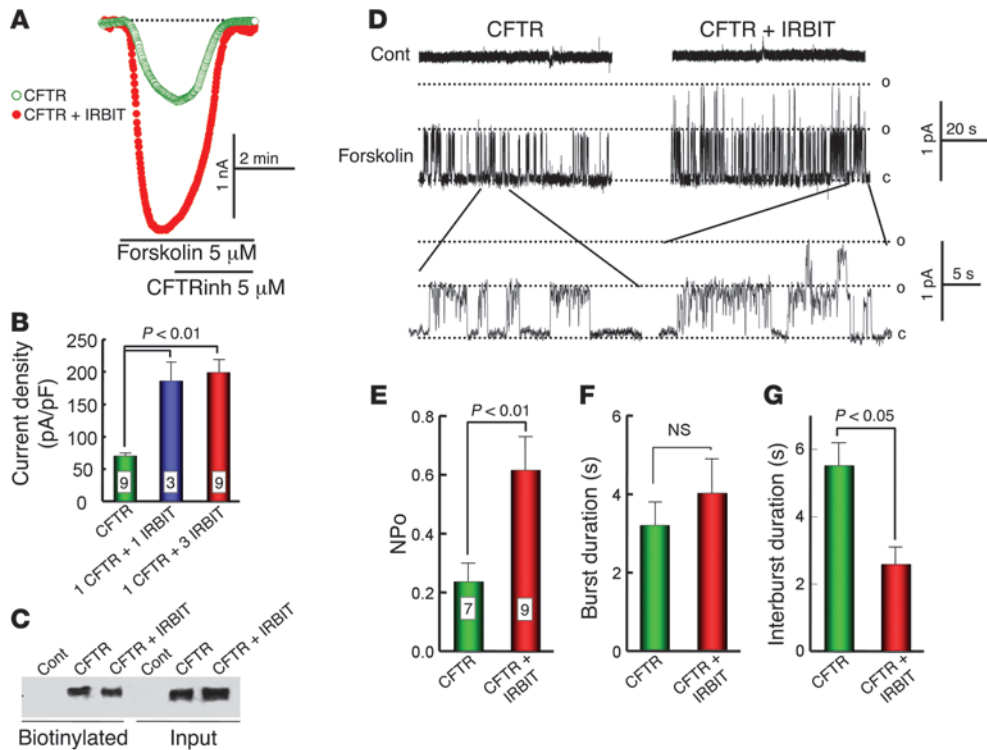 A
CFTR
CFTR + IRBIT
1 nA
2 min
Forskolin 5 μM
CFTRinh 5 μM
B
P < 0.01
Current density
(pA/pF)
250
200
150
100
50
0
9
3
9
CFTR
1 CFTR + 1 IRBIT
1 CFTR + 3 IRBIT
C
Cont
CFTR
CFTR + IRBIT
Cont
CFTR
CFTR + IRBIT
Biotinylated
Input
D
CFTR
CFTR + IRBIT
Cont
o
o
Forskolin
c
1 pA
20 s
o
o
c
1 pA
5 s
E
P < 0.01
NPo
0.8
0.6
0.4
0.2
0.0
7
9
CFTR
CFTR +
IRBIT
F
NS
Burst duration (s)
6
4
2
0
CFTR
CFTR +
IRBIT
G
P < 0.05
Interburst duration (s)
6
4
2
0
CFTR
CFTR +
IRBIT